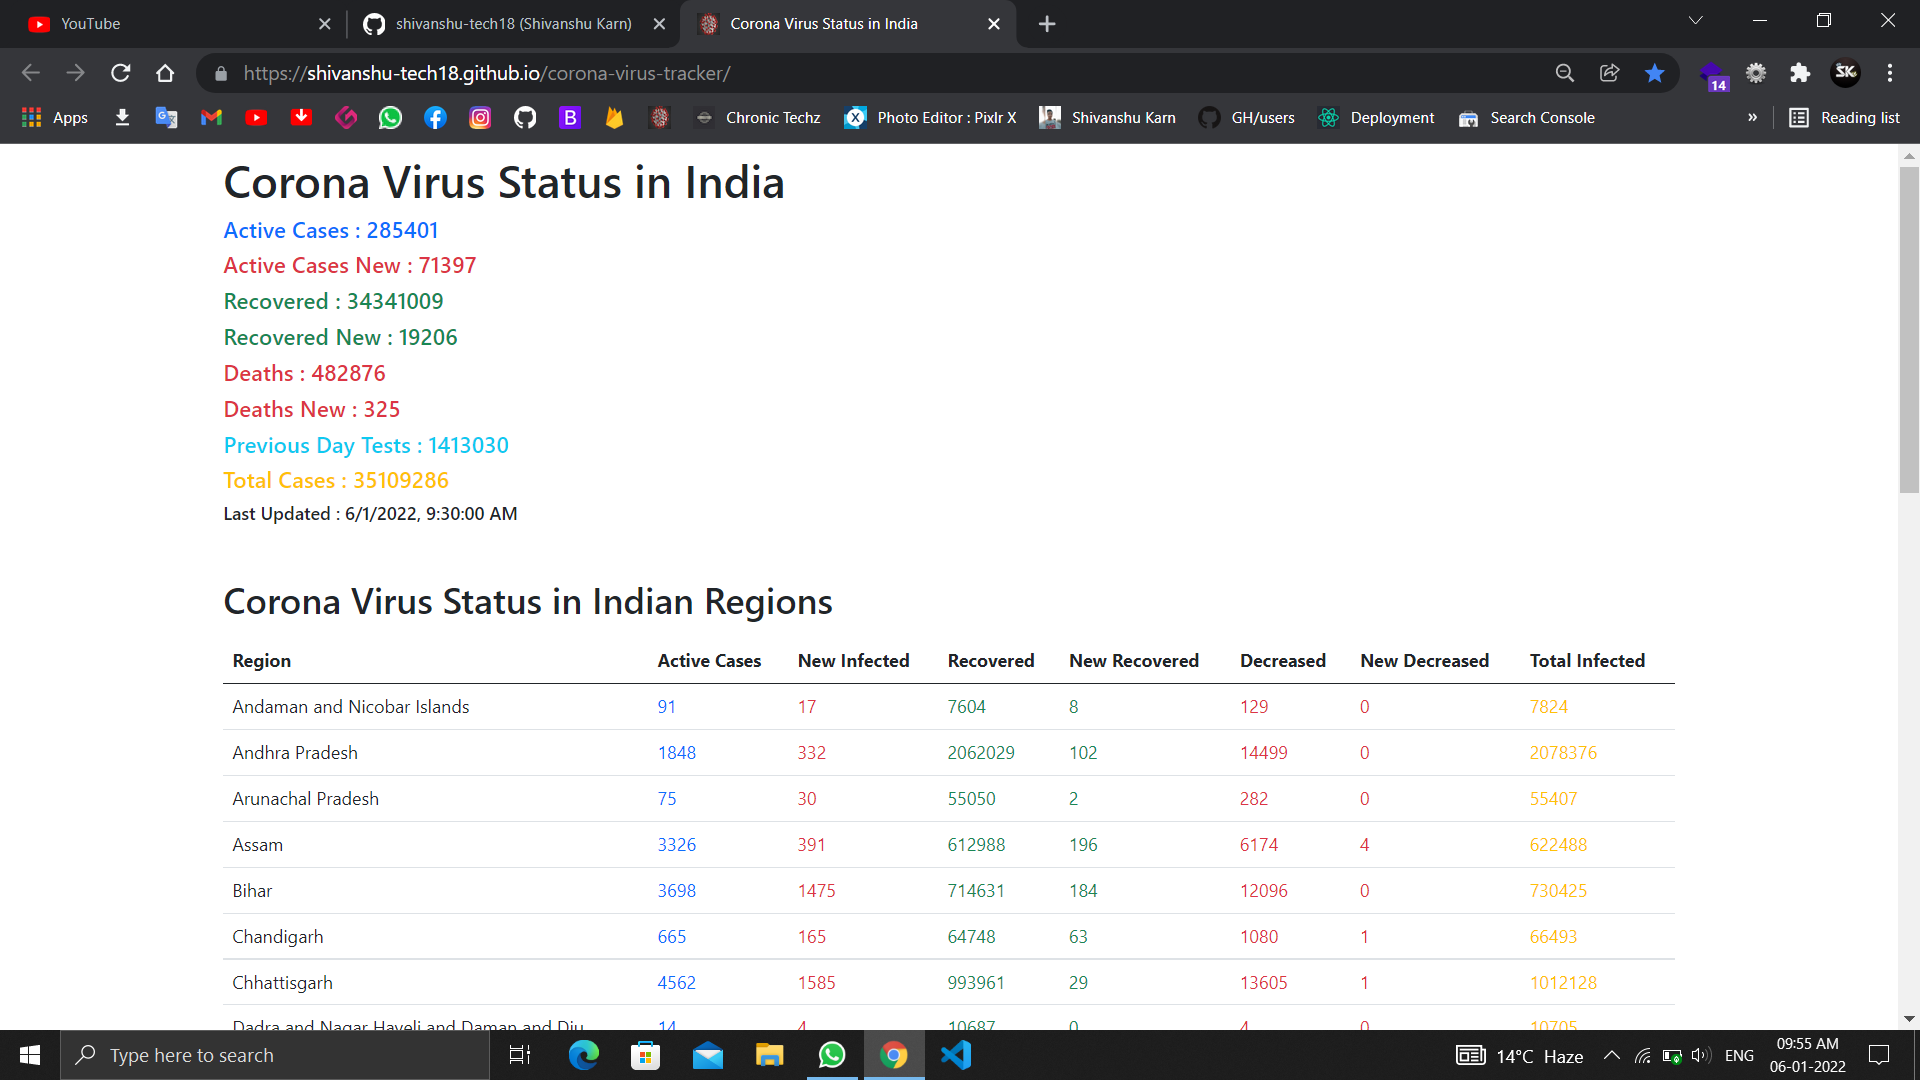 YouTube
shivanshu-tech18 (Shivanshu Karn)
Corona Virus Status in India
https://shivanshu-tech18.github.io/corona-virus-tracker/
SK
14
Apps
Chronic Techz
Photo Editor : Pixlr X
Shivanshu Karn
GH/users
Deployment
Search Console
»
Reading list
Corona Virus Status in India
Active Cases : 285401
Active Cases New : 71397
Recovered : 34341009
Recovered New : 19206
Deaths : 482876
Deaths New : 325
Previous Day Tests : 1413030
Total Cases : 35109286
Last Updated : 6/1/2022, 9:30:00 AM
Corona Virus Status in Indian Regions
Region Active Cases New Infected Recovered New Recovered Decreased New Decreased Total Infected
Andaman and Nicobar Islands 91 17 7604 8 129 0 7824
Andhra Pradesh 1848 332 2062029 102 14499 0 2078376
Arunachal Pradesh 75 30 55050 2 282 0 55407
Assam 3326 391 612988 196 6174 4 622488
Bihar 3698 1475 714631 184 12096 0 730425
Chandigarh 665 165 64748 63 1080 1 66493
Chhattisgarh 4562 1585 993961 29 13605 1 1012128
Dadra and Nagar Haveli and Daman and Diu 14 4 10687 0 4 0 10705
Type here to search
14°C Haze
ENG
09:55 AM
06-01-2022